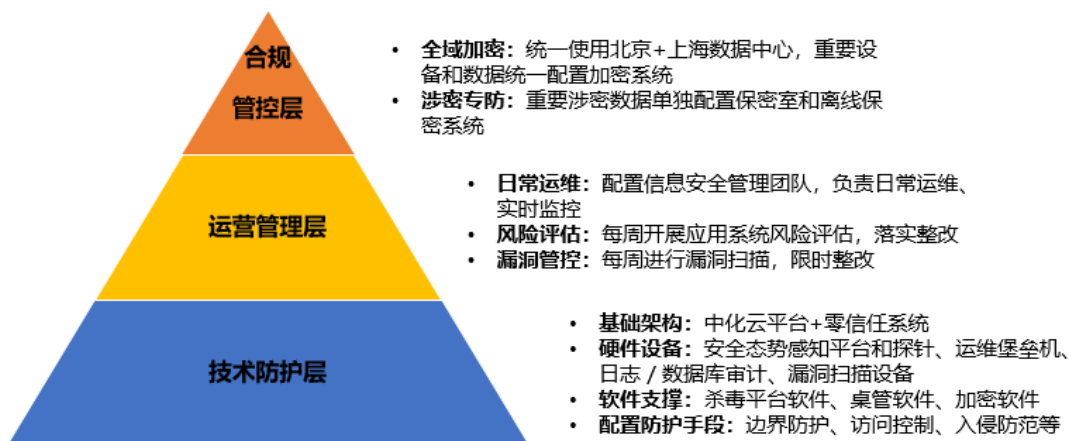 合规
管控层
• 全域加密：统一使用北京+上海数据中心，重要设
备和数据统一配置加密系统
• 涉密专防：重要涉密数据单独配置保密室和离线保
密系统
运营管理层
• 日常运维：配置信息安全管理团队，负责日常运维、
实时监控
• 风险评估：每周开展应用系统风险评估，落实整改
• 漏洞管控：每周进行漏洞扫描，限时整改
技术防护层
• 基础架构：中化云平台+零信任系统
• 硬件设备：安全态势感知平台和探针、运维堡垒机、
日志 / 数据库审计、漏洞扫描设备
• 软件支撑：杀毒平台软件、桌管软件、加密软件
• 配置防护手段：边界防护、访问控制、入侵防范等